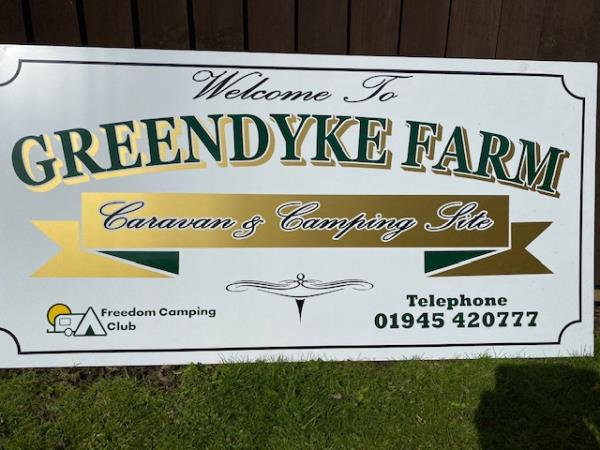 Welcome To
GREENDYKE FARM
Caravan & Camping Site
Freedom Camping
Club
Telephone
01945 420777